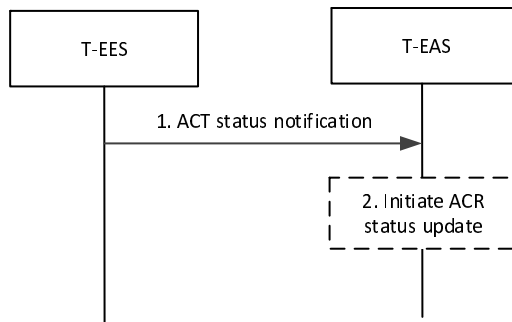 T-EES
T-EAS
1. ACT status notification
2. Initiate ACR
status update